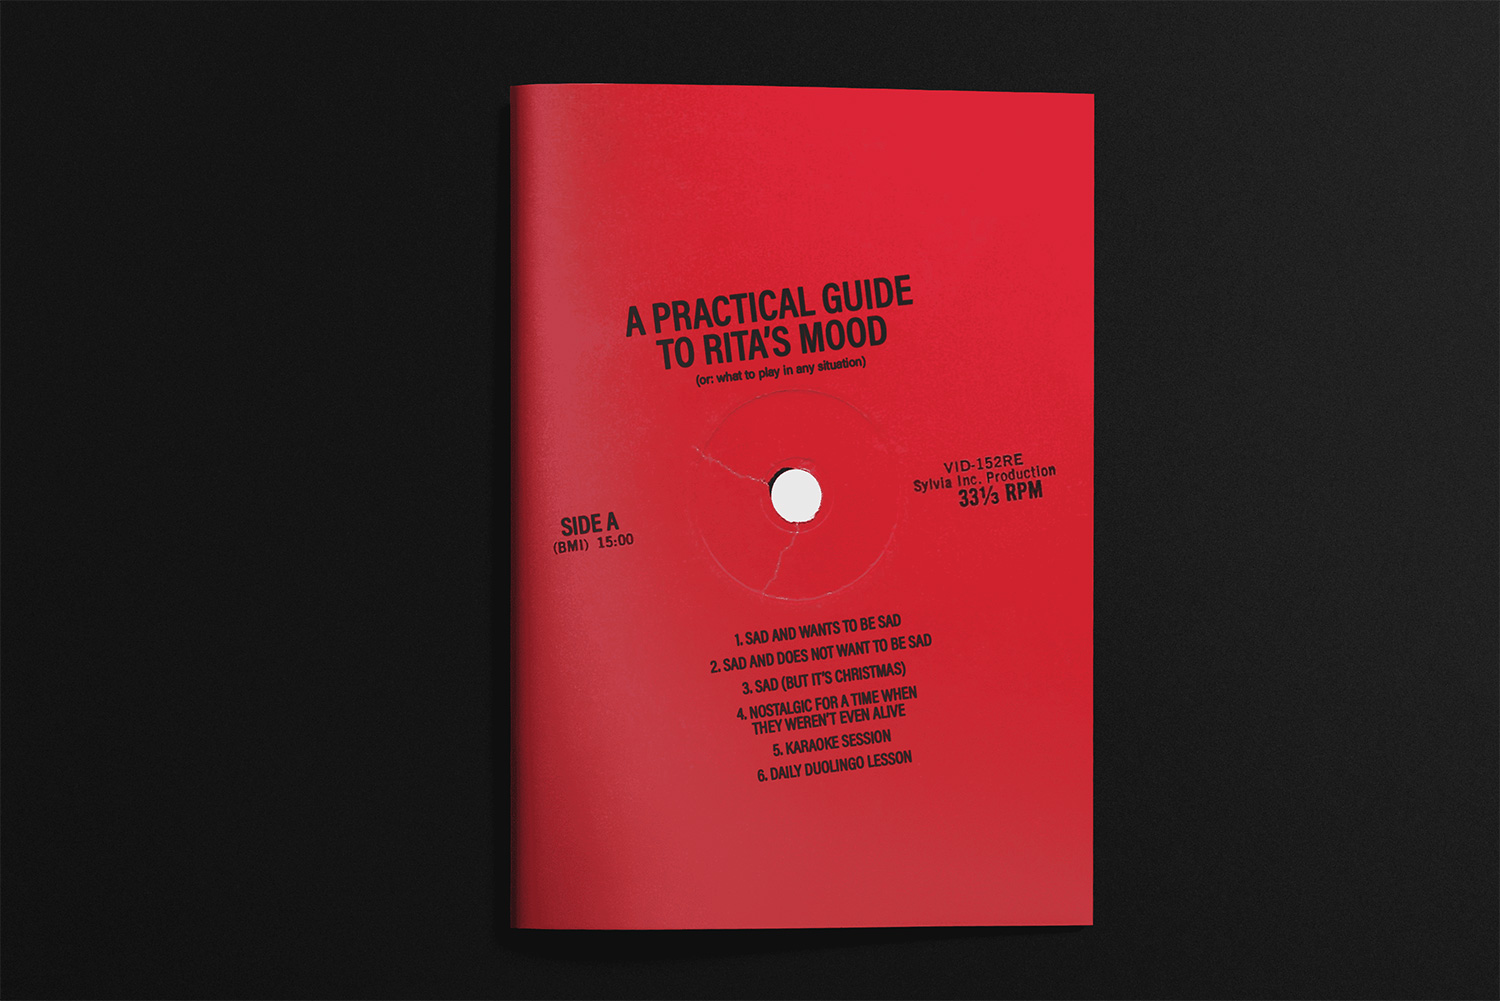 A PRACTICAL GUIDE
TO RITA'S MOOD
(or: what to play in any situation)
VID-152RE
Sylvia Inc. Production
33⅓ RPM
SIDE A
(BMI) 15:00
1. SAD AND WANTS TO BE SAD
2. SAD AND DOES NOT WANT TO BE SAD
3. SAD (BUT IT'S CHRISTMAS)
4. NOSTALGIC FOR A TIME WHEN
THEY WEREN'T EVEN ALIVE
5. KARAOKE SESSION
6. DAILY DUOLINGO LESSON